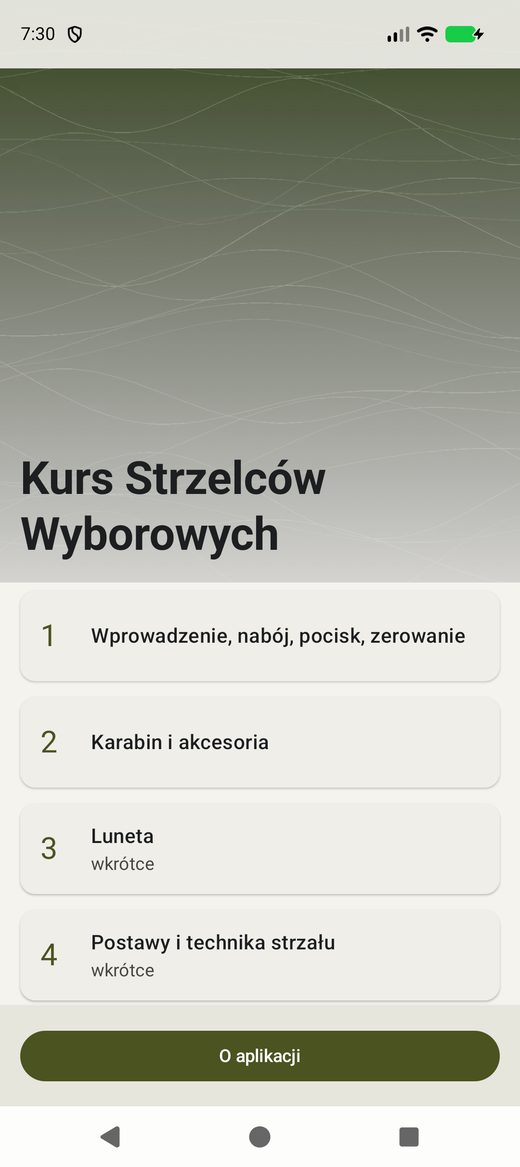 7:30
Kurs Strzelców
Wyborowych
1 Wprowadzenie, nabój, pocisk, zerowanie
2 Karabin i akcesoria
3 Luneta
wkrótce
4 Postawy i technika strzału
wkrótce
O aplikacji